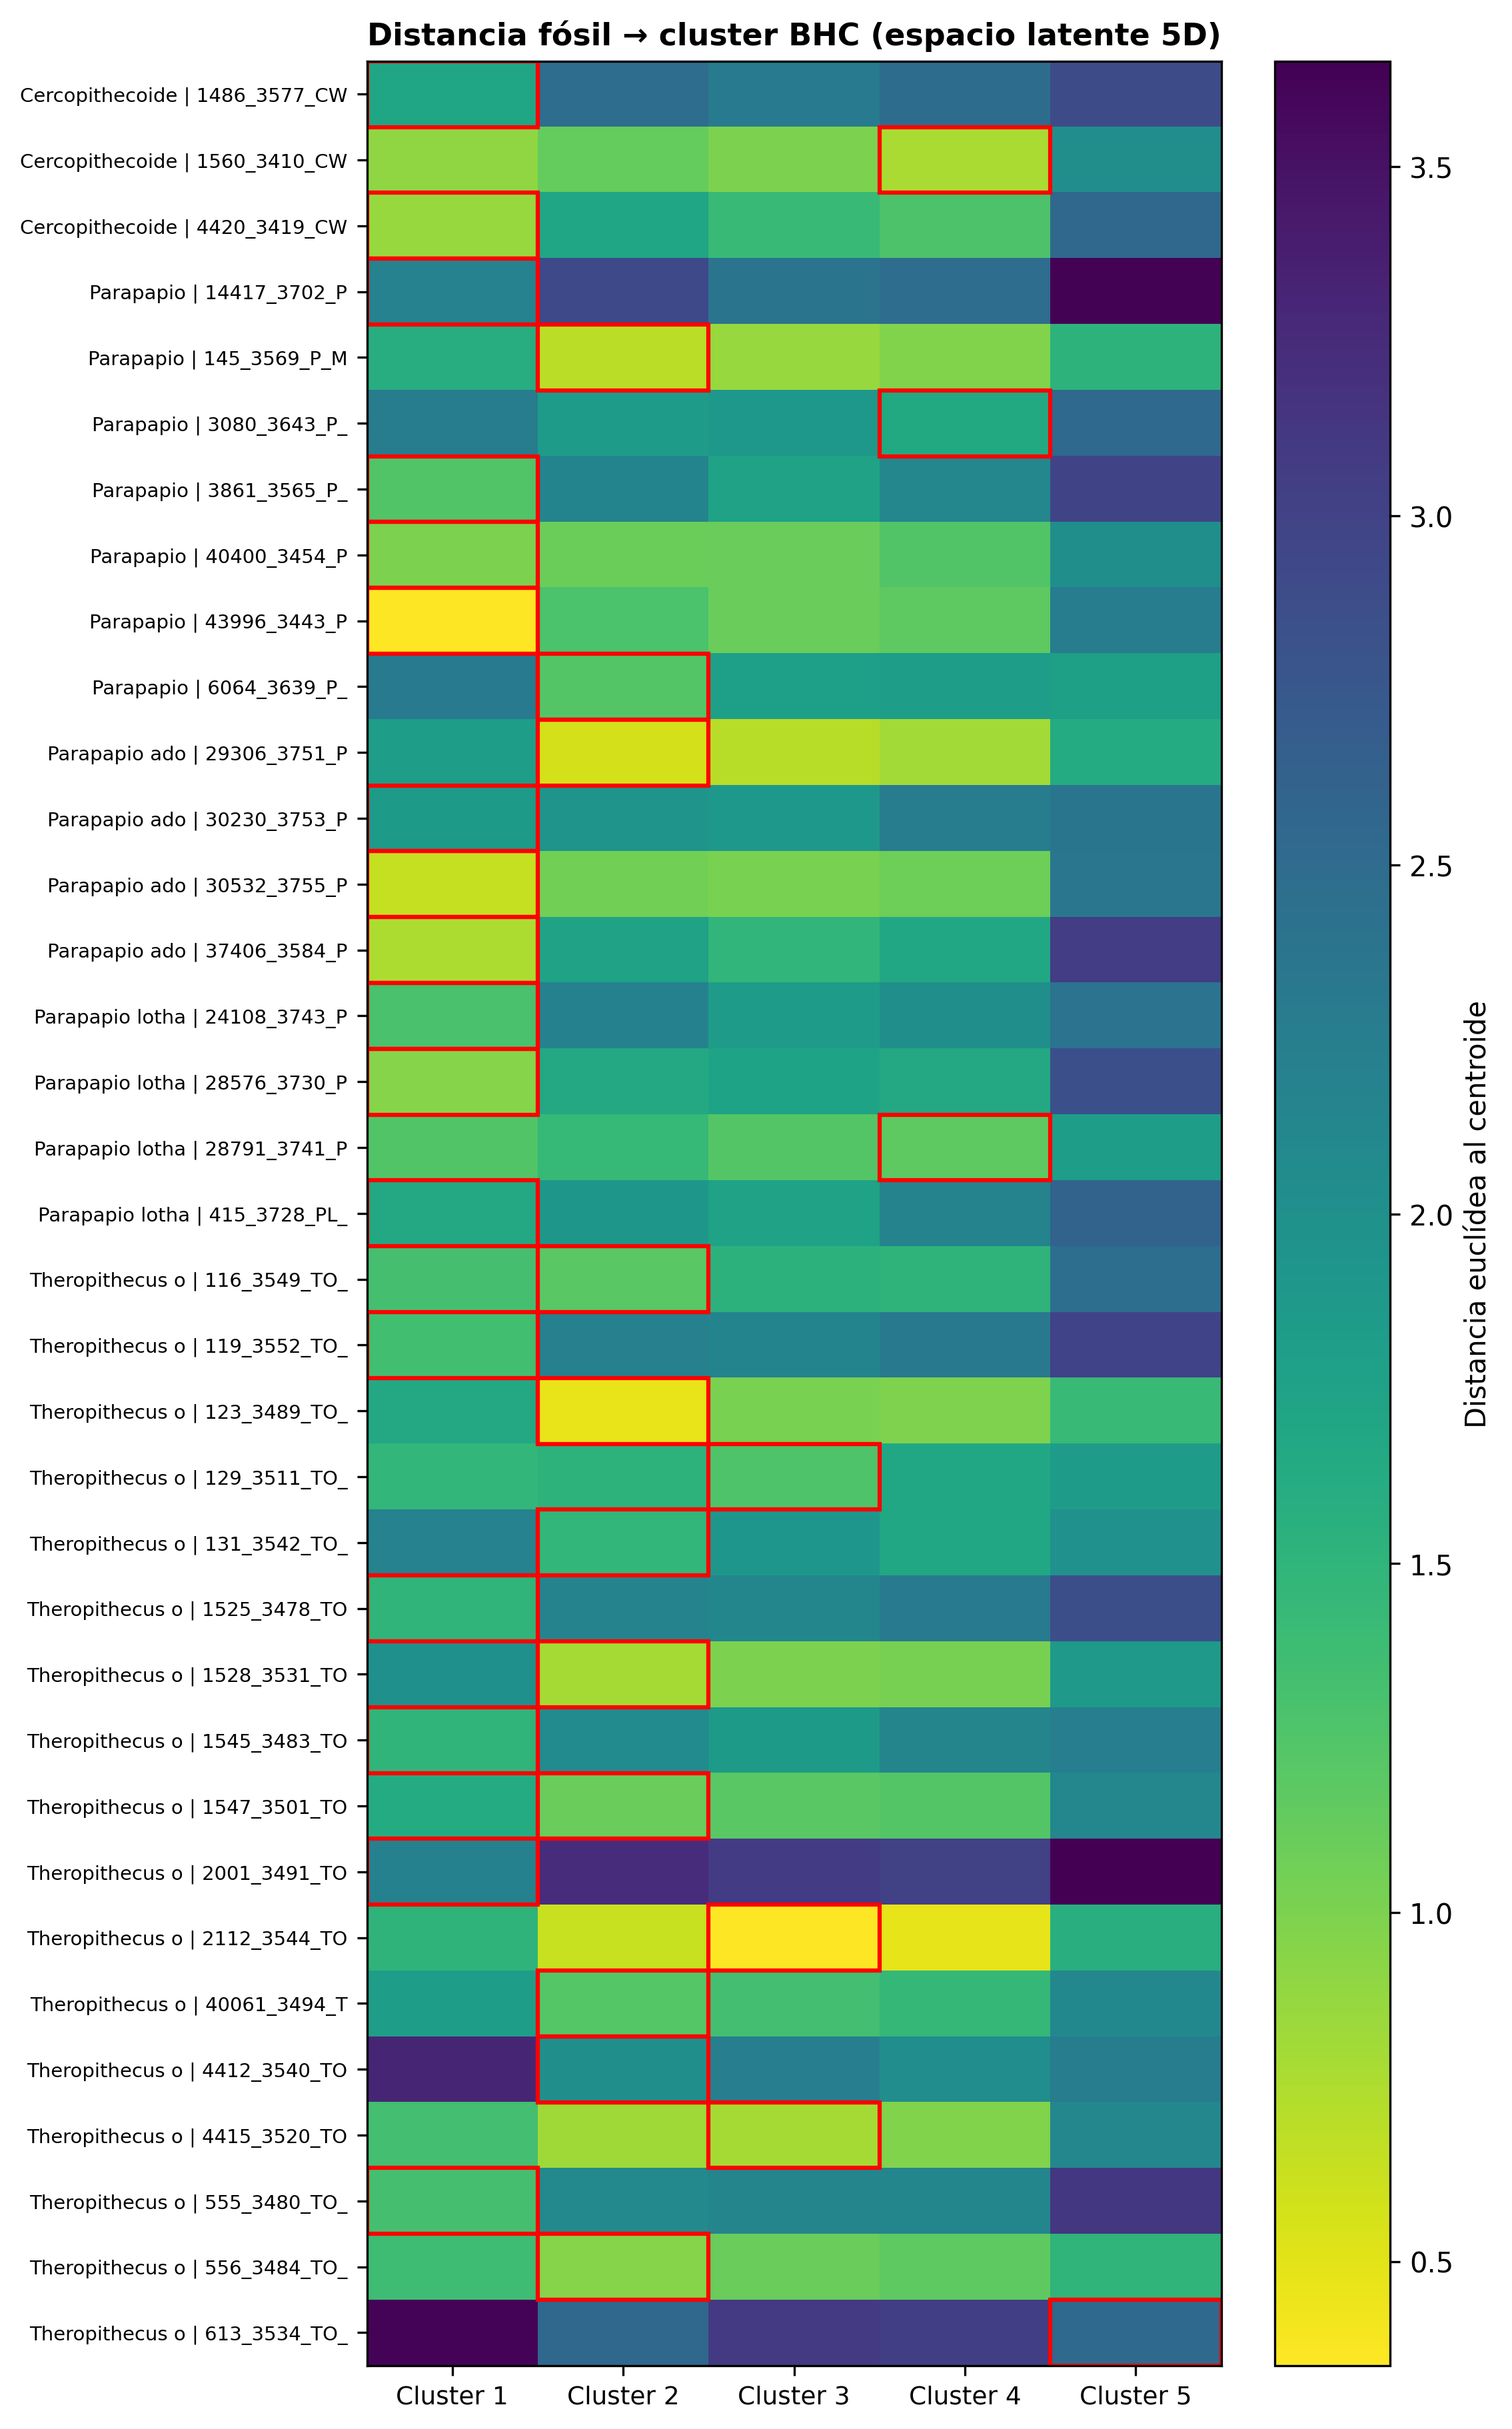 Distancia fósil → cluster BHC (espacio latente 5D)
Cercopithecoide | 1486_3577_CW
Cercopithecoide | 1560_3410_CW
Cercopithecoide | 4420_3419_CW
Parapapio | 14417_3702_P
Parapapio | 145_3569_P_M
Parapapio | 3080_3643_P_
Parapapio | 3861_3565_P_
Parapapio | 40400_3454_P
Parapapio | 43996_3443_P
Parapapio | 6064_3639_P_
Parapapio ado | 29306_3751_P
Parapapio ado | 30230_3753_P
Parapapio ado | 30532_3755_P
Parapapio ado | 37406_3584_P
Parapapio lotha | 24108_3743_P
Parapapio lotha | 28576_3730_P
Parapapio lotha | 28791_3741_P
Parapapio lotha | 415_3728_PL_
Theropithecus o | 116_3549_TO_
Theropithecus o | 119_3552_TO_
Theropithecus o | 123_3489_TO_
Theropithecus o | 129_3511_TO_
Theropithecus o | 131_3542_TO_
Theropithecus o | 1525_3478_TO
Theropithecus o | 1528_3531_TO
Theropithecus o | 1545_3483_TO
Theropithecus o | 1547_3501_TO
Theropithecus o | 2001_3491_TO
Theropithecus o | 2112_3544_TO
Theropithecus o | 40061_3494_T
Theropithecus o | 4412_3540_TO
Theropithecus o | 4415_3520_TO
Theropithecus o | 555_3480_TO_
Theropithecus o | 556_3484_TO_
Theropithecus o | 613_3534_TO_
Cluster 1
Cluster 2
Cluster 3
Cluster 4
Cluster 5
3.5
3.0
2.5
2.0
1.5
1.0
0.5
Distancia euclídea al centroide